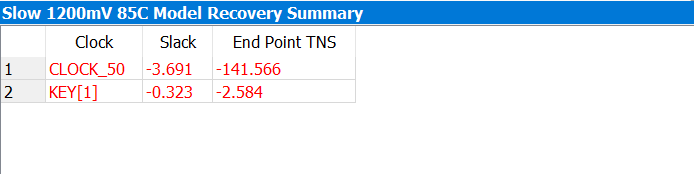 Slow 1200mV 85C Model Recovery Summary
Clock Slack End Point TNS
1 CLOCK_50 -3.691 -141.566
2 KEY[1] -0.323 -2.584